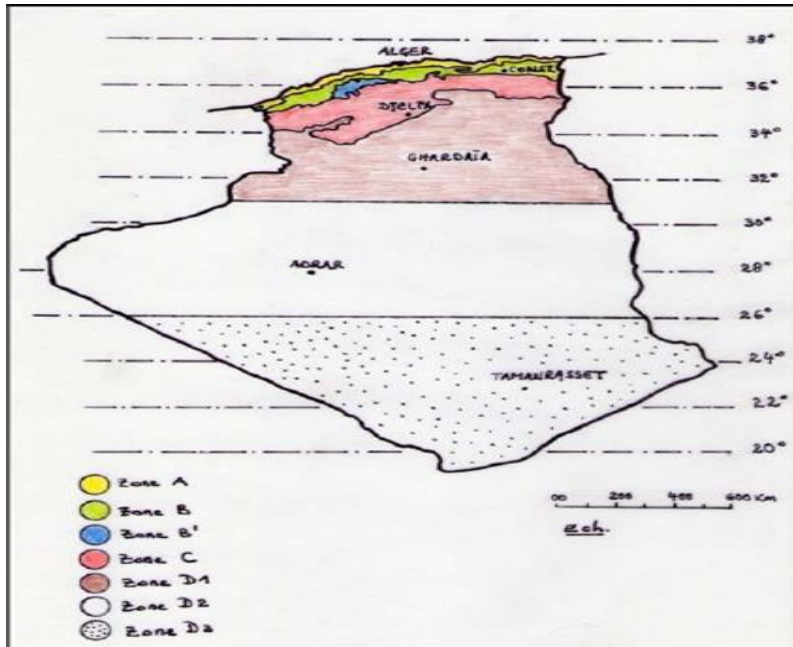 38°
ALGER
36°
DJELFA
34°
GHARDAÏA
32°
30°
ADRAR
28°
26°
24°
TAMANRASSET
22°
20°
Zone A
Zone B
Zone B'
Zone C
Zone D1
Zone D2
Zone D3
00 200 400 600 Km
ech.